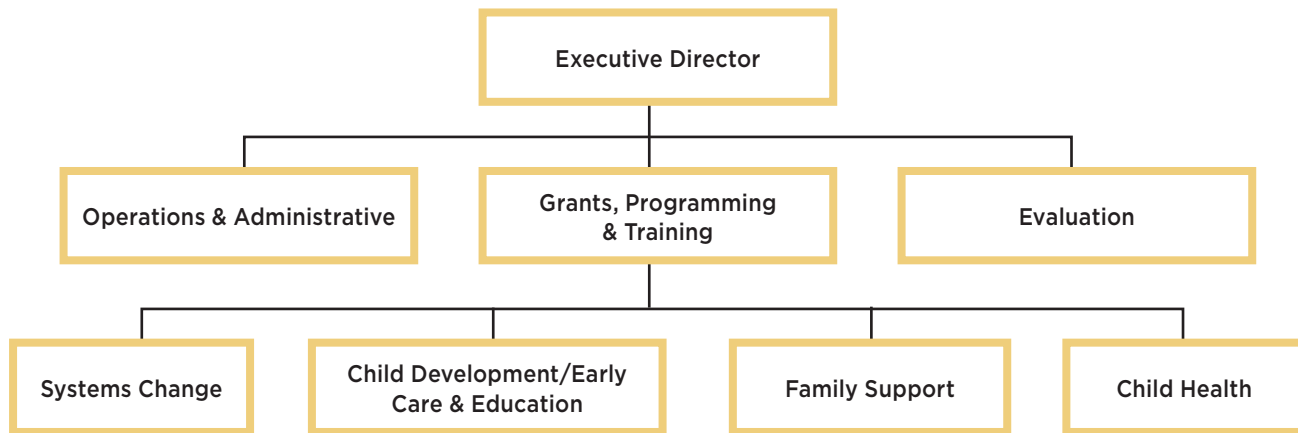 Executive Director
Operations & Administrative
Grants, Programming
& Training
Evaluation
Systems Change
Child Development/Early
Care & Education
Family Support
Child Health